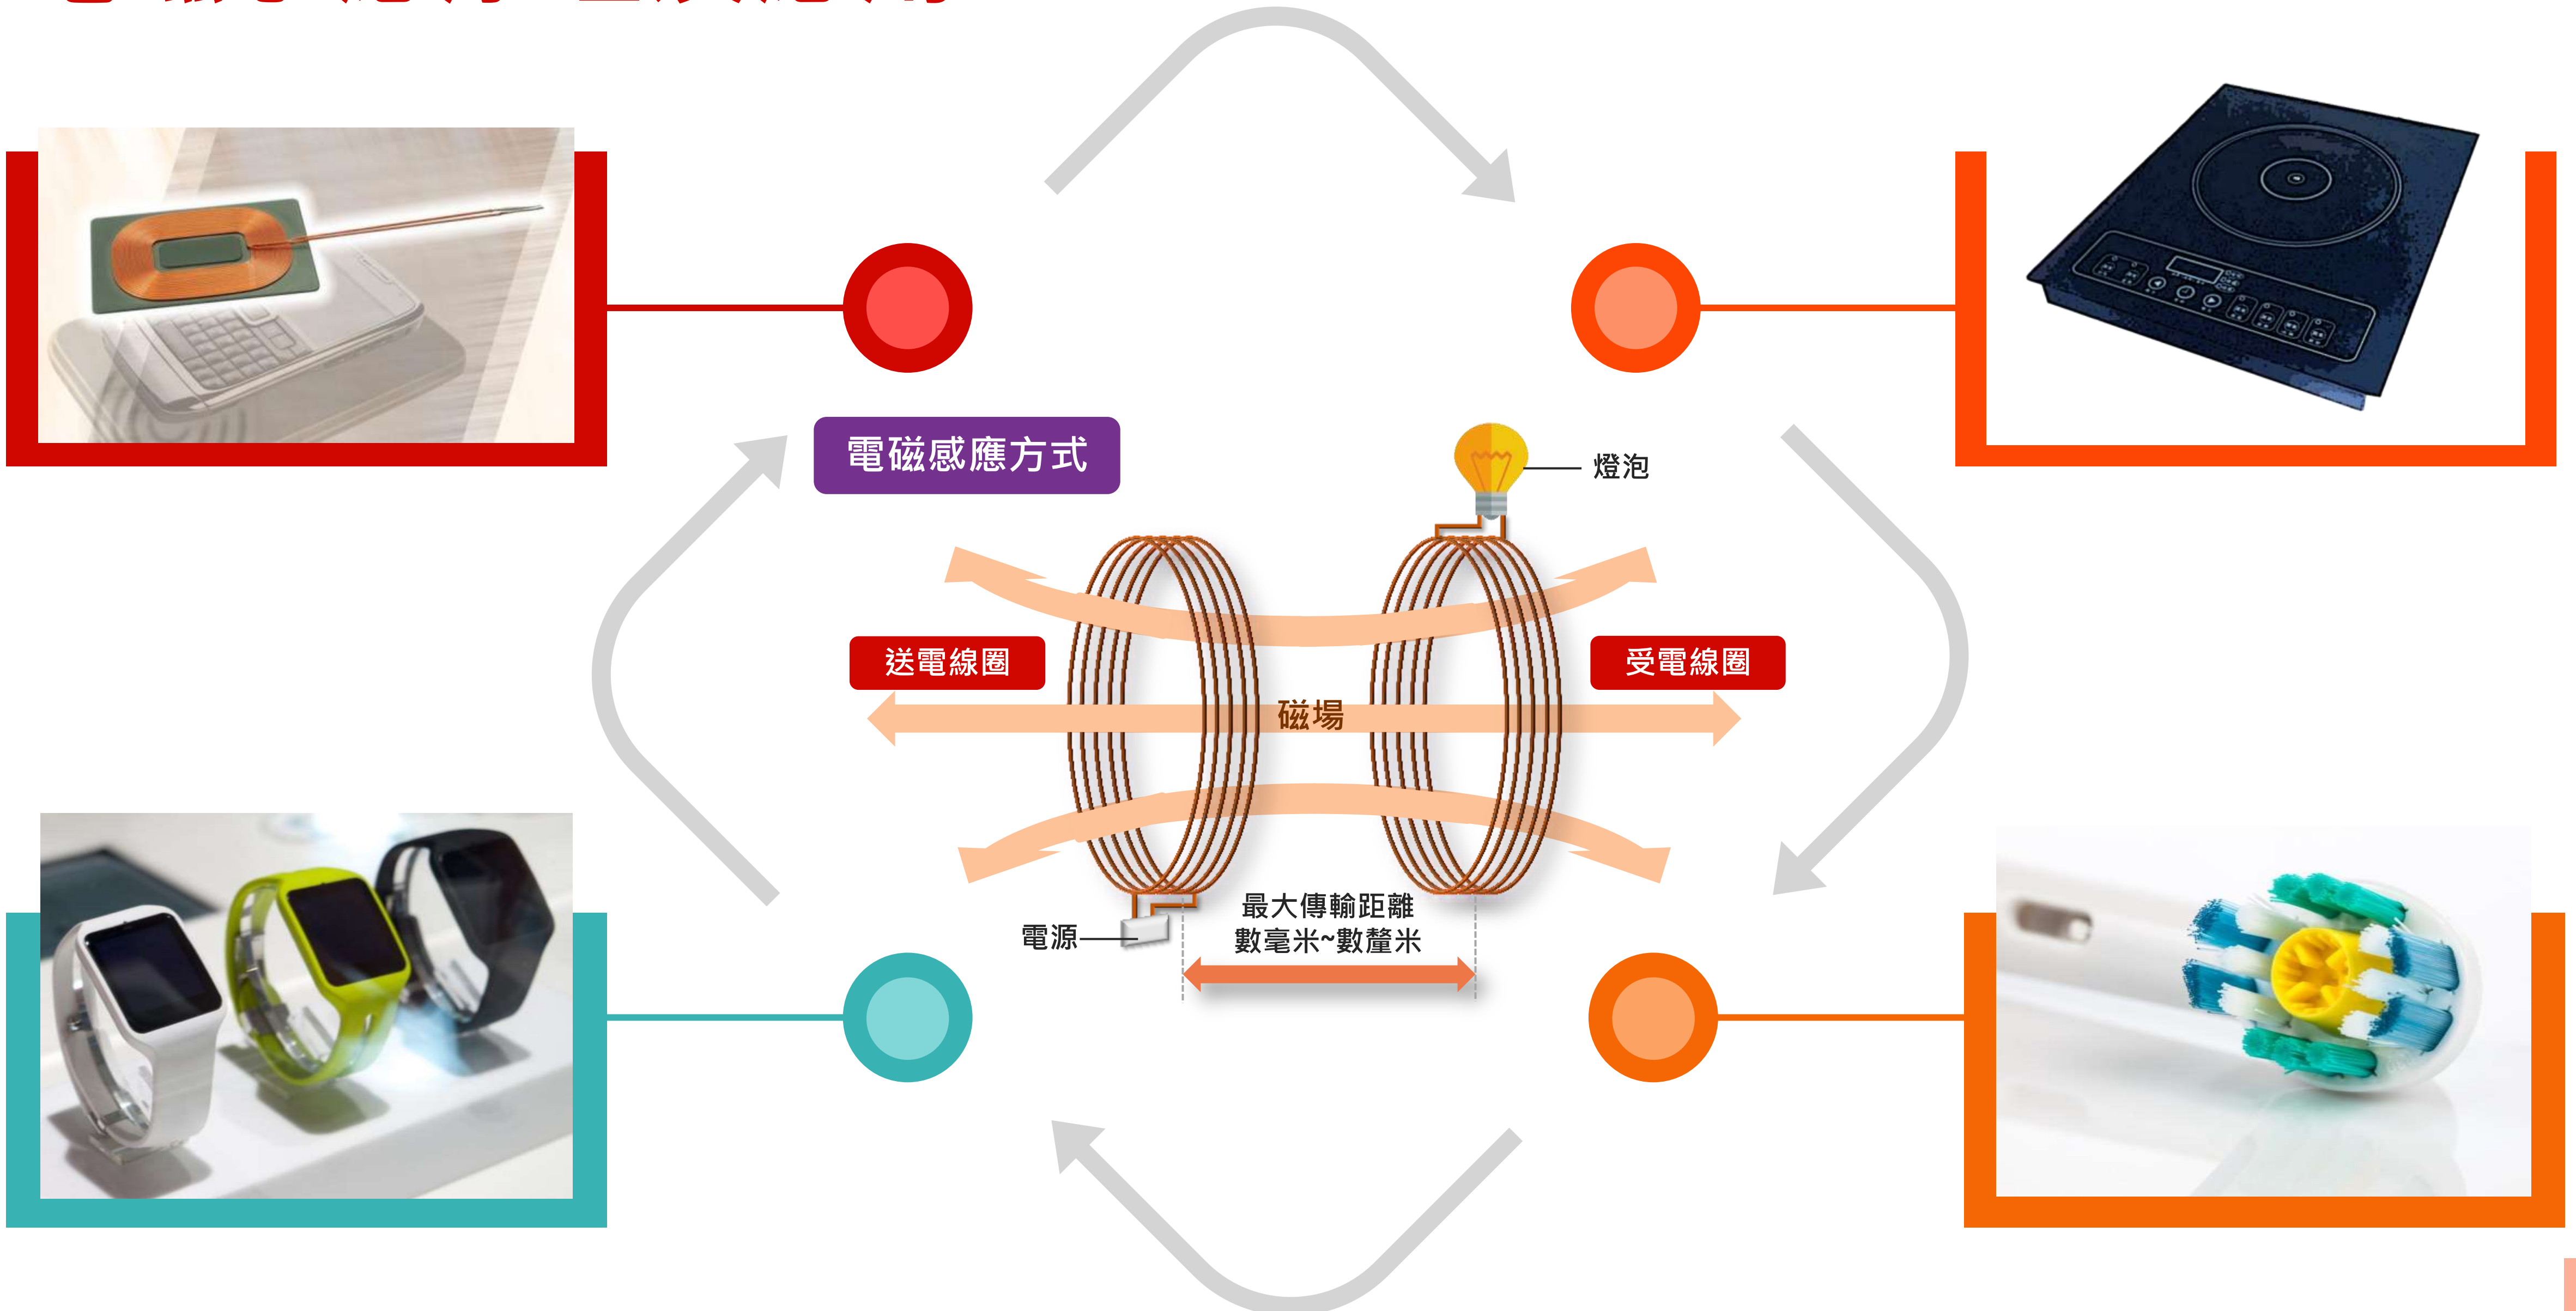 電磁感應方式
燈泡
送電線圈
受電線圈
磁場
最大傳輸距離
數毫米~數釐米
電源